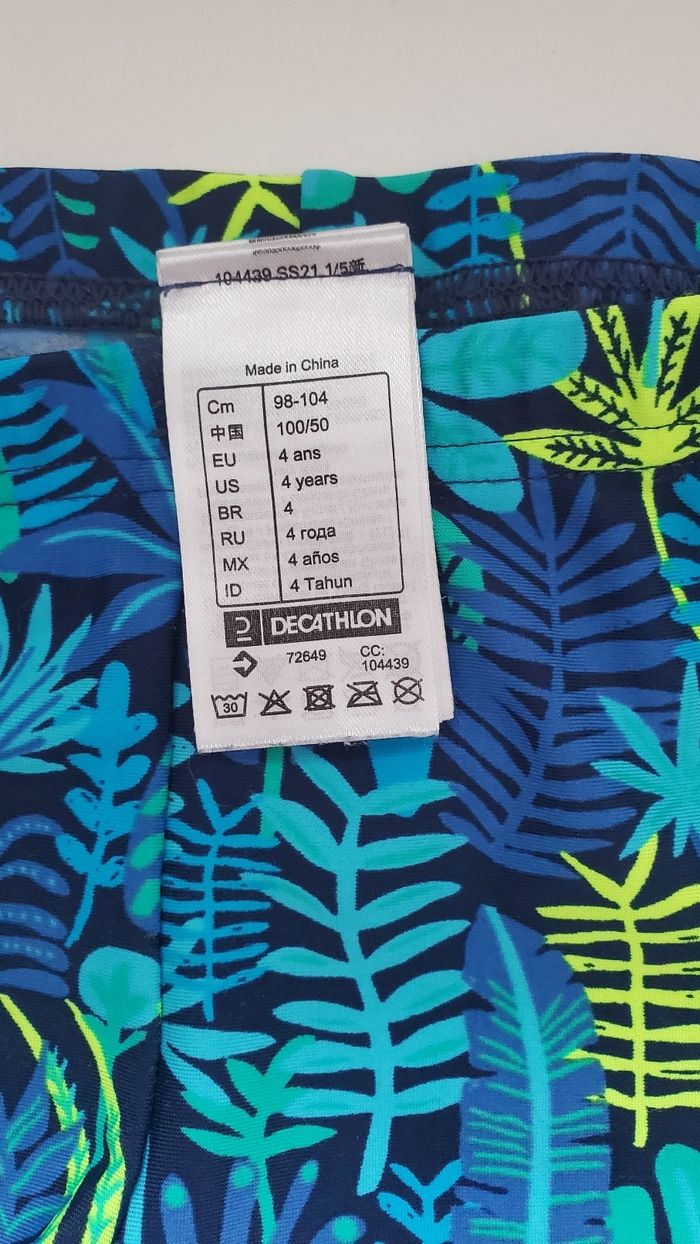 104439 SS21 1/5新
Made in China
Cm 98-104
中国 100/50
EU 4 ans
US 4 years
BR 4
RU 4 года
MX 4 años
ID 4 Tahun
DECATHLON
72649 CC:
104439
30